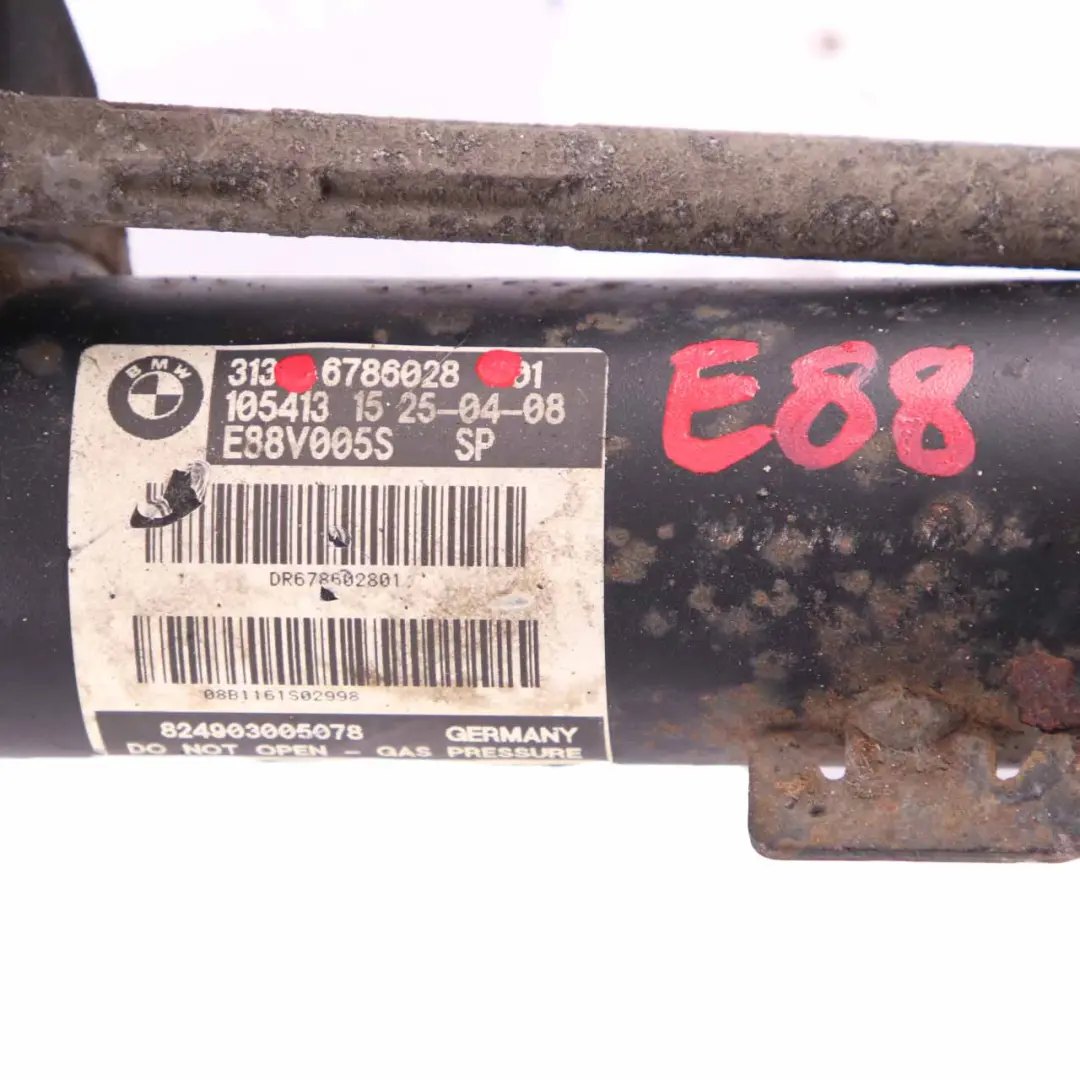 BMW
313 6786028 01
105413 15 25-04-08
E88V005S SP
DR678602801
08B1161S02998
824903005078 GERMANY
DO NOT OPEN - GAS PRESSURE
E88